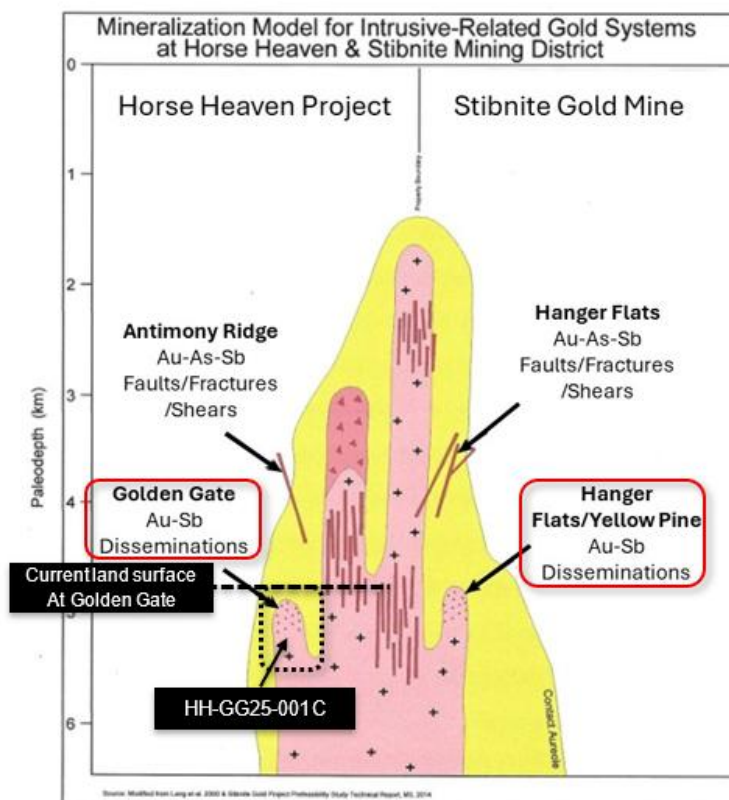 Mineralization Model for Intrusive-Related Gold Systems
at Horse Heaven & Stibnite Mining District
Horse Heaven Project
Stibnite Gold Mine
Property Boundary
Paleodepth (km)
0
1
2
3
4
5
6
Antimony Ridge
Au-As-Sb
Faults/Fractures
/Shears
Hanger Flats
Au-As-Sb
Faults/Fractures
/Shears
Golden Gate
Au-Sb
Disseminations
Hanger
Flats/Yellow Pine
Au-Sb
Disseminations
Current land surface
At Golden Gate
HH-GG25-001C
Contact Aureole
Source: Modified from Lang et al. 2000 & Stibnite Gold Project Prefeasibility Study Technical Report, M3, 2014